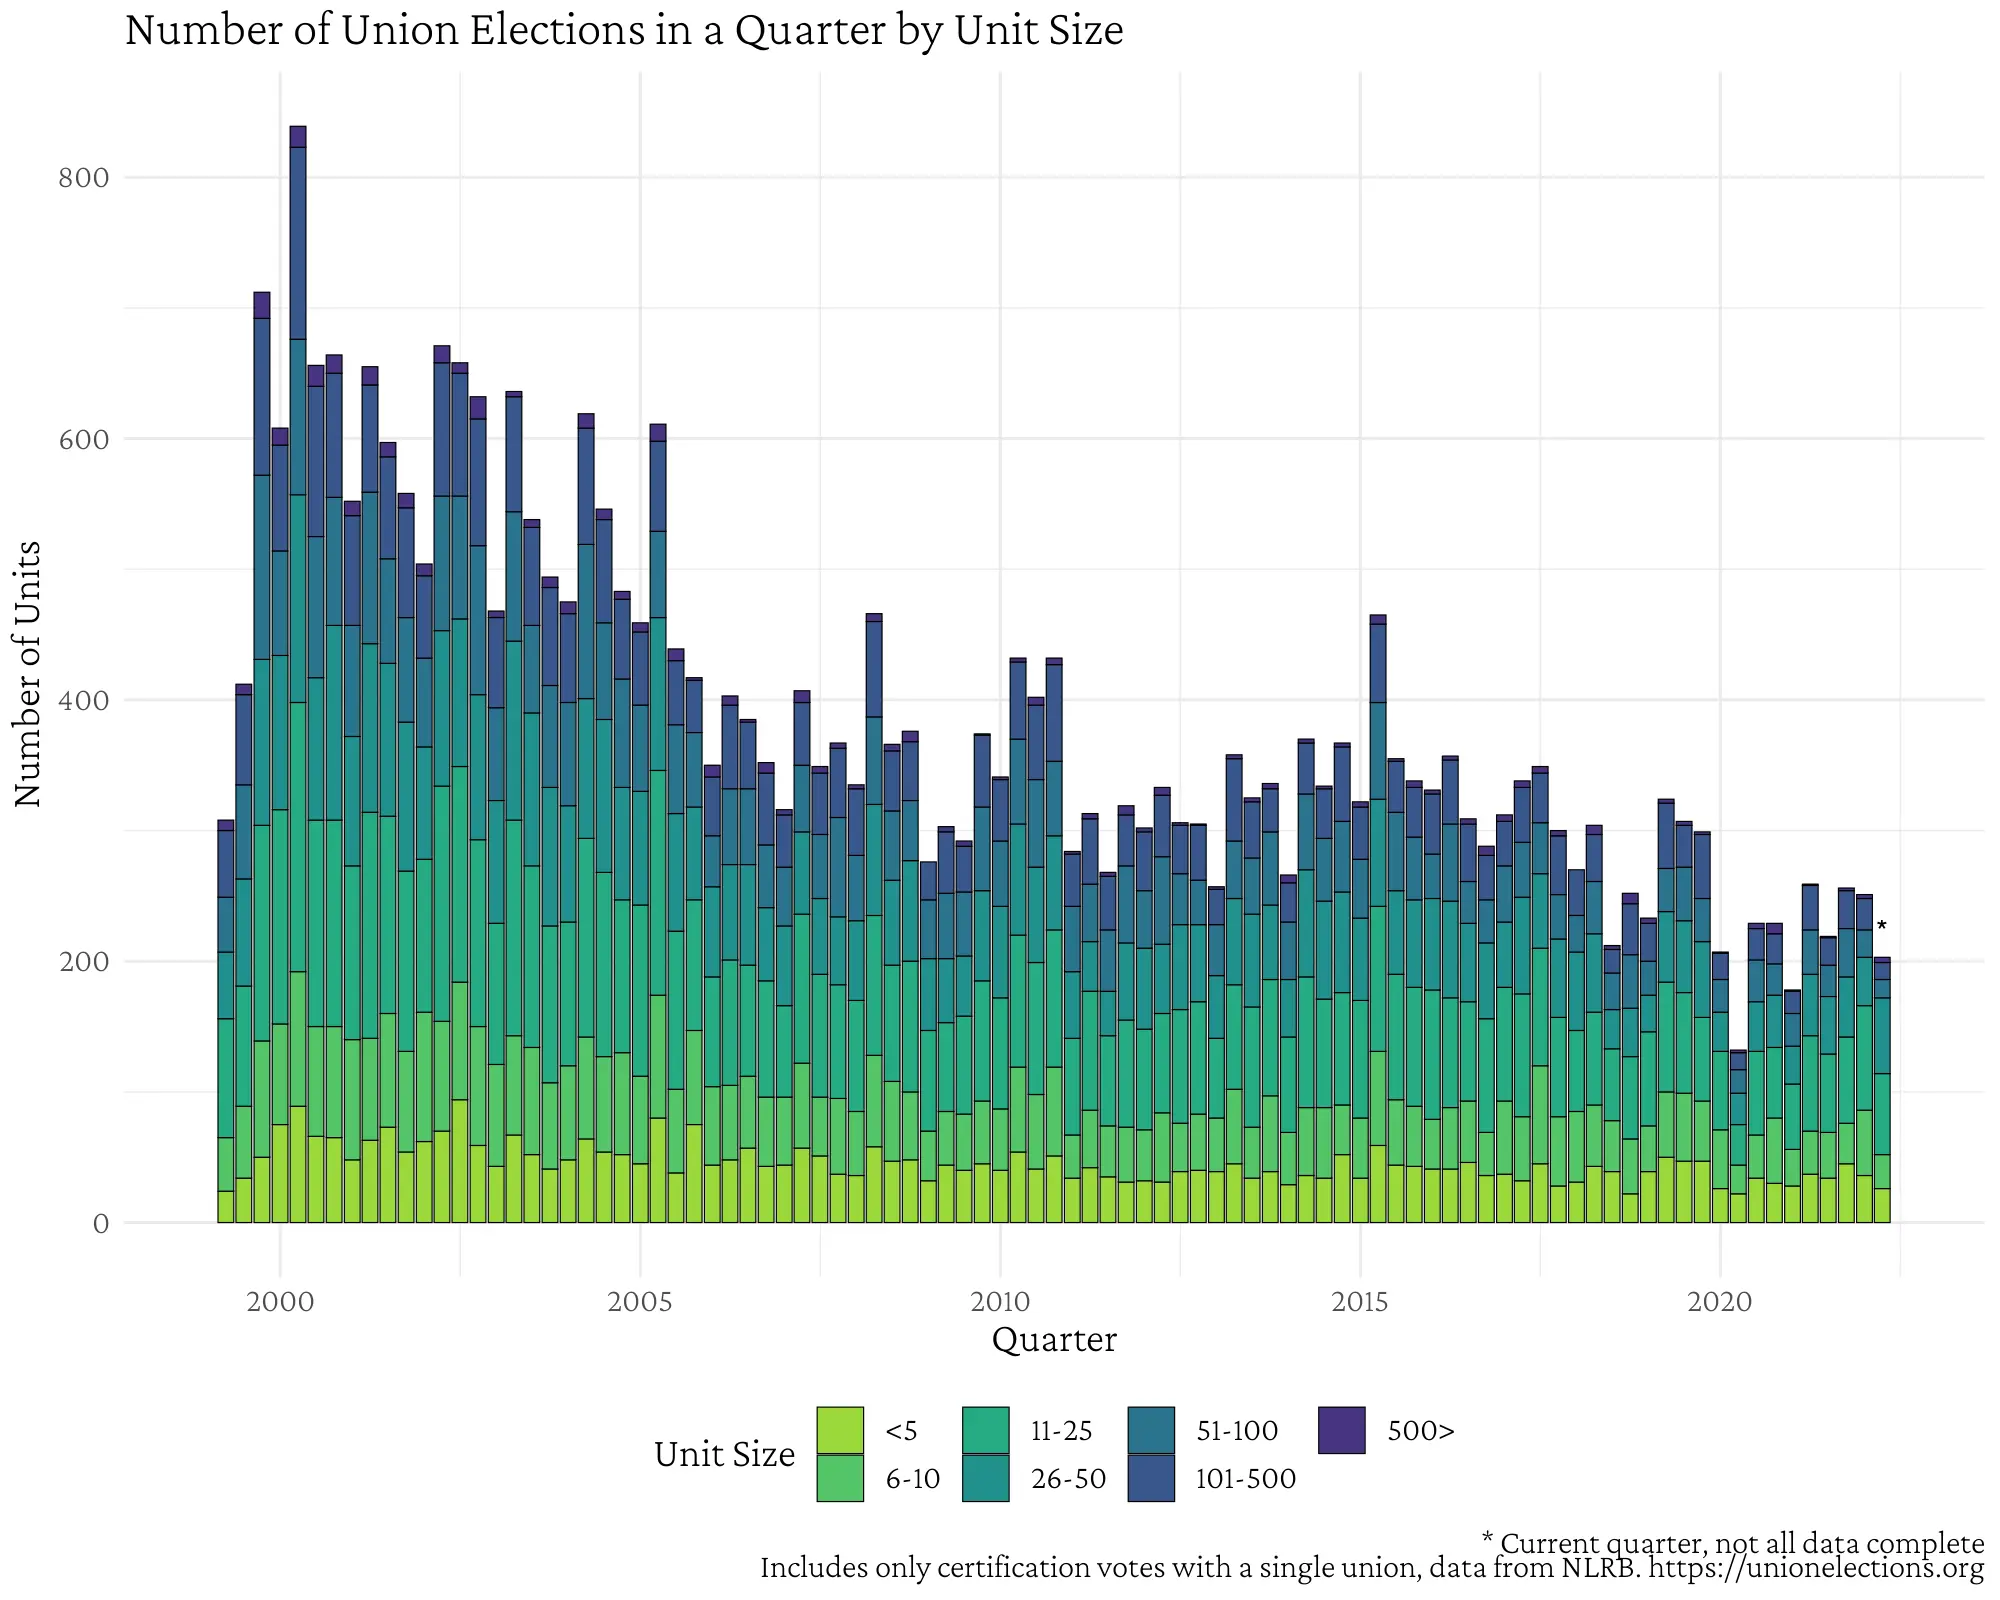 Number of Union Elections in a Quarter by Unit Size
Number of Units
800
600
400
200
0
*
2000 2005 2010 2015 2020
Quarter
Unit Size
<5 11-25 51-100 500>
6-10 26-50 101-500
* Current quarter, not all data complete
Includes only certification votes with a single union, data from NLRB. https://unionelections.org